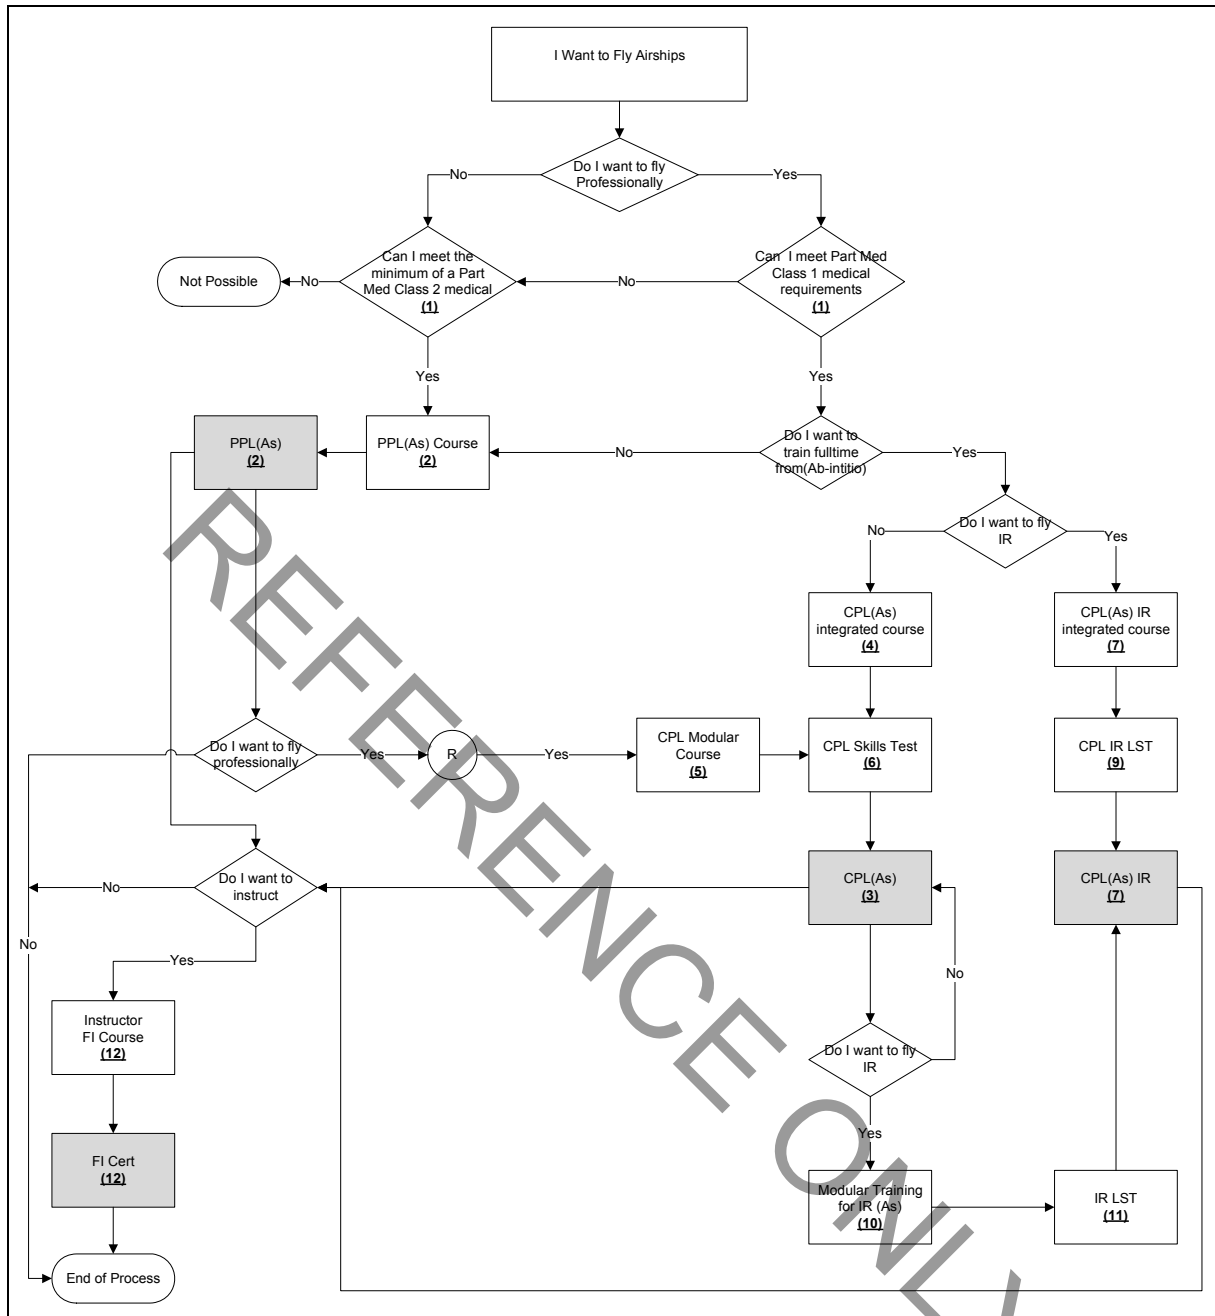 I Want to Fly Airships
Do I want to fly
Professionally
No
Yes
Can I meet the
minimum of a Part
Med Class 2 medical
(1)
Can I meet Part Med
Class 1 medical
requirements
(1)
Not Possible
No
No
Yes
Yes
PPL(As)
(2)
PPL(As) Course
(2)
No
Do I want to
train fulltime
from(Ab-intitio)
Yes
Do I want to fly
IR
No
Yes
CPL(As)
integrated course
(4)
CPL(As) IR
integrated course
(7)
Do I want to fly
professionally
Yes
R
Yes
CPL Modular
Course
(5)
CPL Skills Test
(6)
CPL IR LST
(9)
Do I want to
instruct
No
CPL(As)
(3)
CPL(As) IR
(7)
No
Yes
No
Instructor
FI Course
(12)
Do I want to fly
IR
Yes
FI Cert
(12)
Modular Training
for IR (As)
(10)
IR LST
(11)
End of Process
REFERENCE ONLY